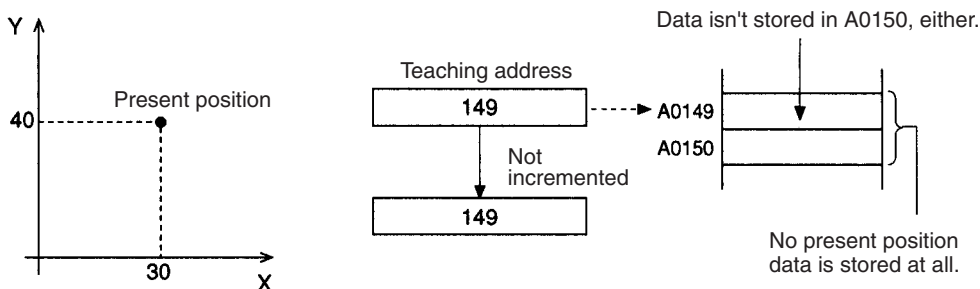 Y
40
Present position
30
X
Teaching address
149
Not
incremented
149
Data isn't stored in A0150, either.
A0149
A0150
No present position
data is stored at all.